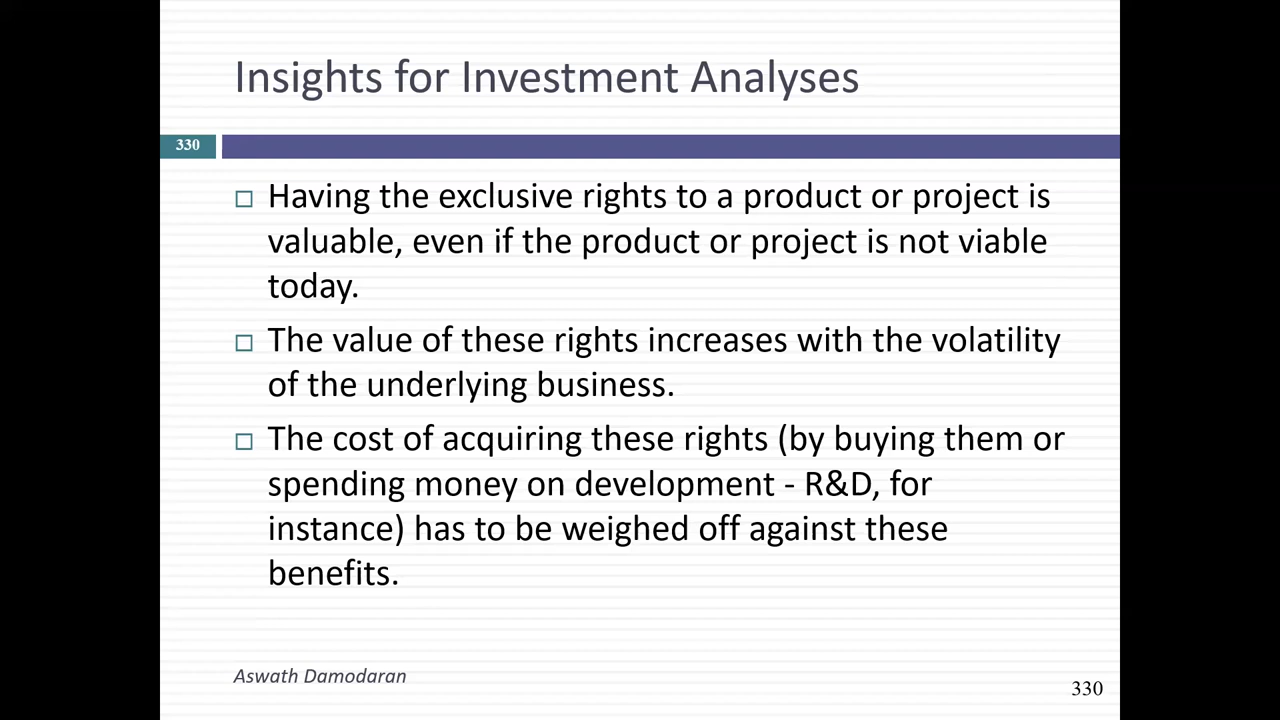 Insights for Investment Analyses
330
Having the exclusive rights to a product or project is
valuable, even if the product or project is not viable
today.
The value of these rights increases with the volatility
of the underlying business.
The cost of acquiring these rights (by buying them or
spending money on development - R&D, for
instance) has to be weighed off against these
benefits.
Aswath Damodaran
330